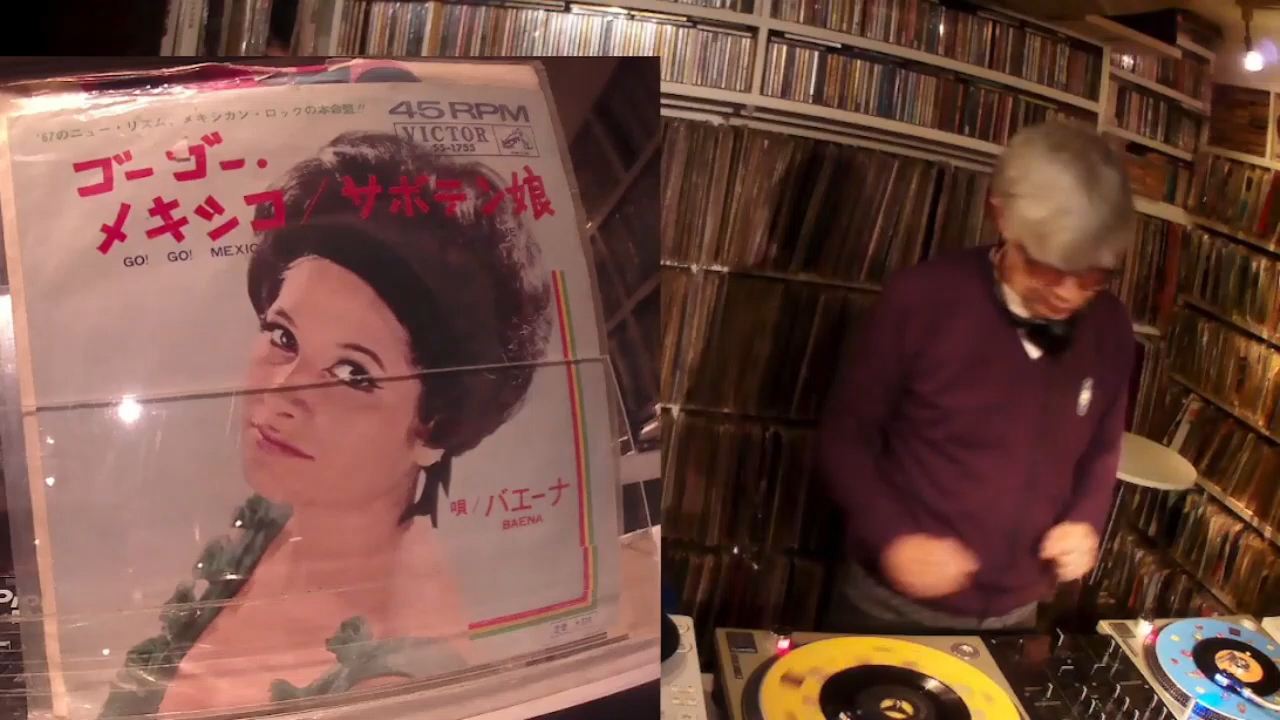 '67のニュー・リズム、メキシカン・ロックの本命盤!!
45 RPM
VICTOR
SS-1755
ゴーゴー・
メキシコ/サボテン娘
GO! GO! MEXIC
唄/バエーナ
BAENA